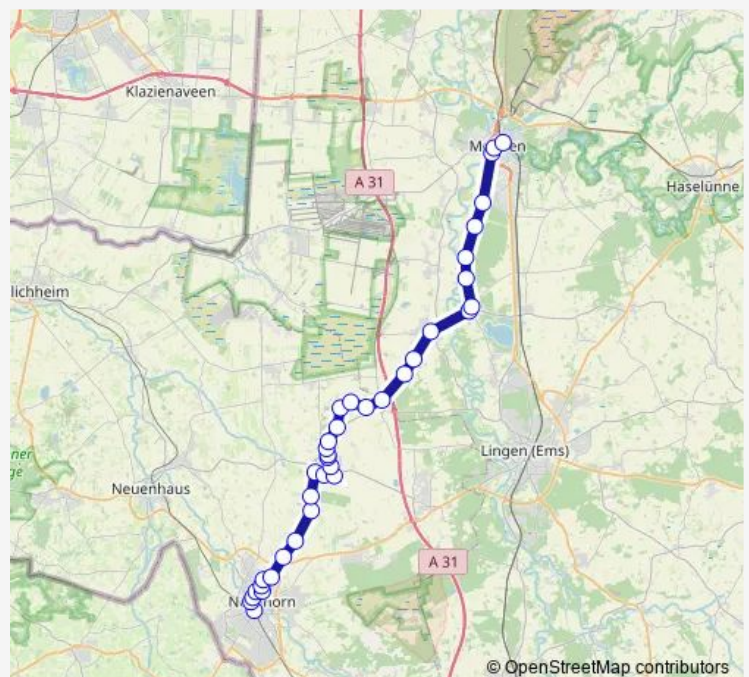 Klazienaveen
A 31
Haselünne
lichheim
Lingen (Ems)
Neuenhaus
A 31
© OpenStreetMap contributors